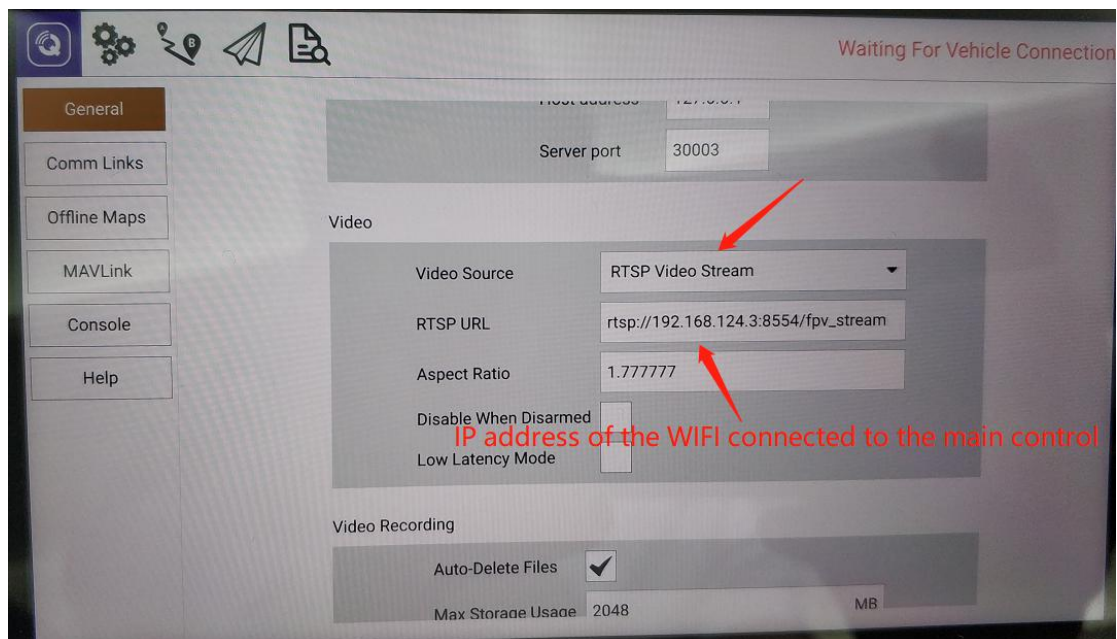 Waiting For Vehicle Connection
General
Comm Links
Offline Maps
MAVLink
Console
Help
Host address
Server port 30003
Video
Video Source RTSP Video Stream
RTSP URL rtsp://192.168.124.3:8554/fpv_stream
Aspect Ratio 1.777777
Disable When Disarmed
IP address of the WIFI connected to the main control
Low Latency Mode
Video Recording
Auto-Delete Files
Max Storage Usage 2048 MB